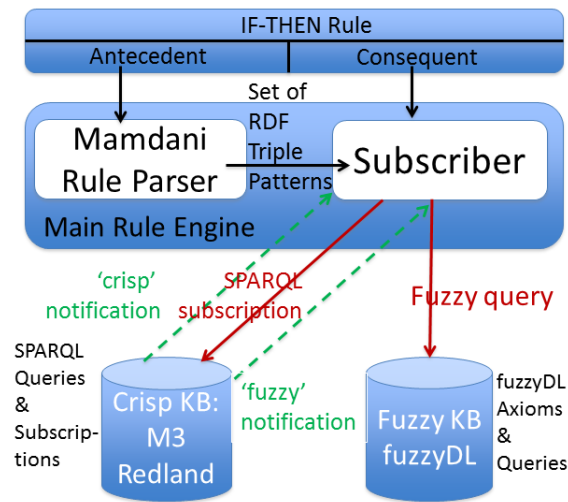 IF-THEN Rule
Antecedent
Consequent
Set of
RDF
Triple
Patterns
Mamdani
Rule Parser
Subscriber
Main Rule Engine
‘crisp’
notification
SPARQL
subscription
Fuzzy query
SPARQL
Queries
&
Subscrip-
tions
Crisp KB:
M3
Redland
‘fuzzy’
notification
Fuzzy KB
fuzzyDL
fuzzyDL
Axioms
&
Queries